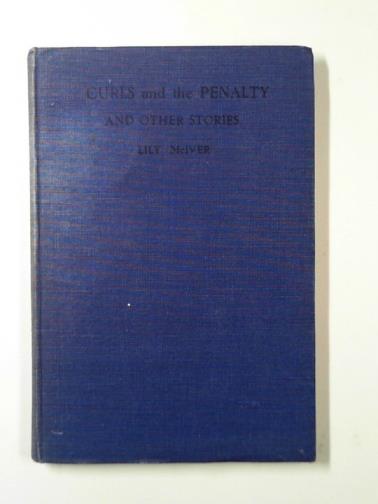 CURLS and the PENALTY
AND OTHER STORIES
LILY McIVER